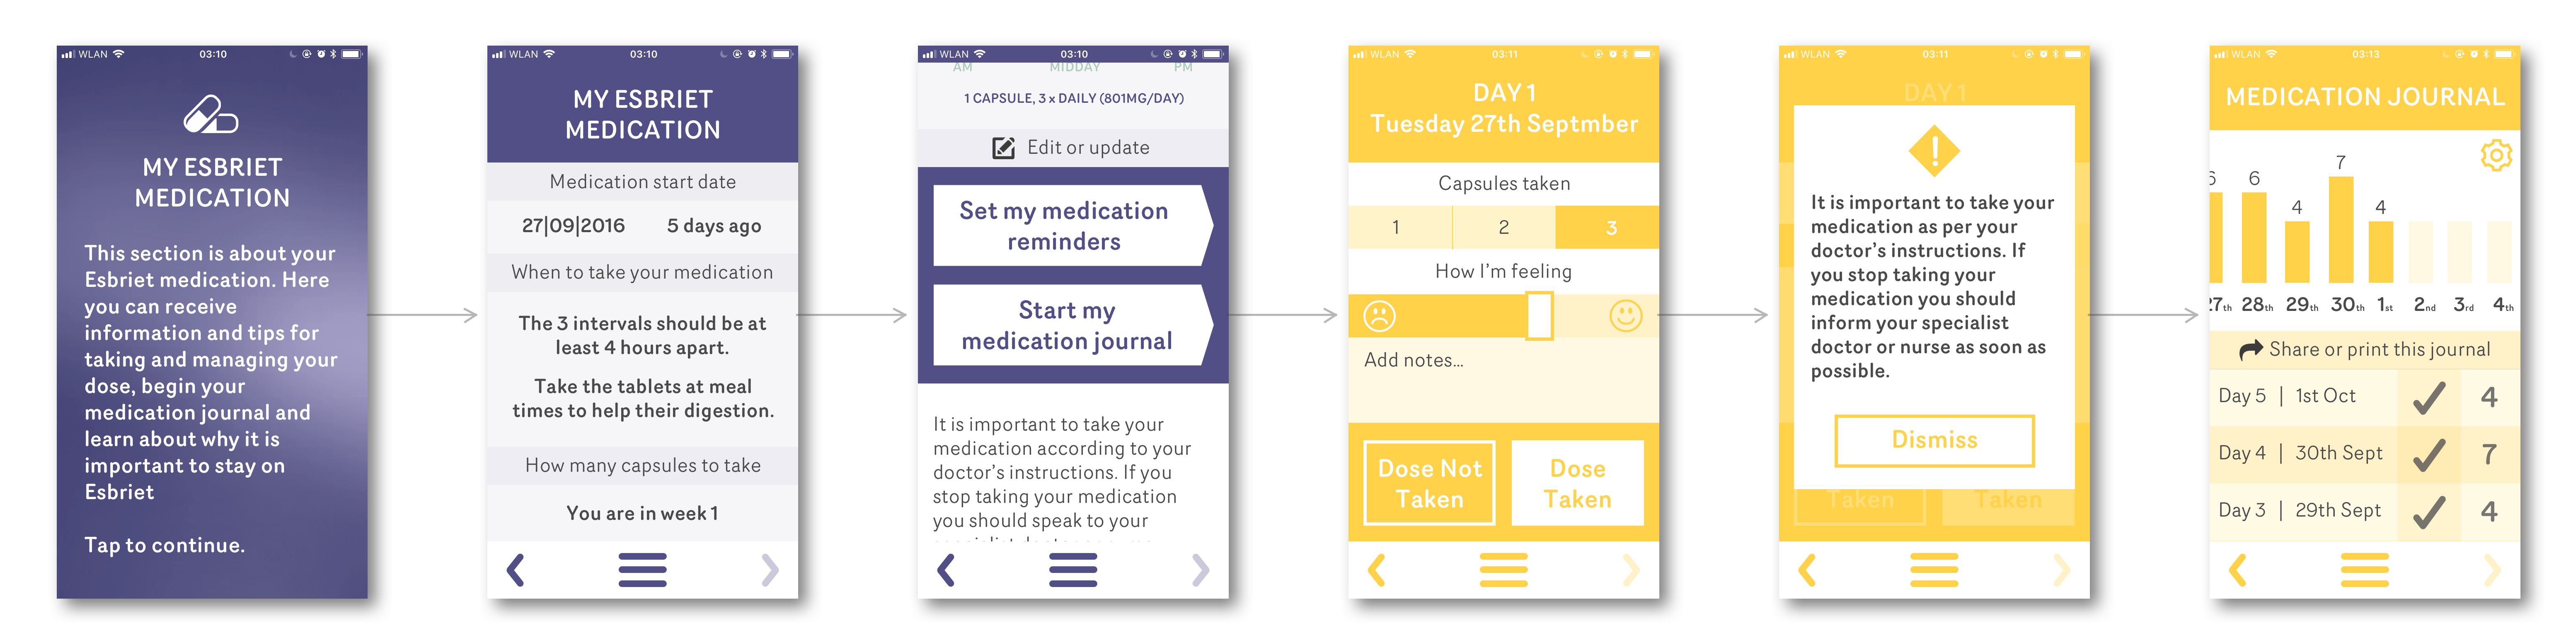 WLAN 03:10
MY ESBRIET
MEDICATION
This section is about your
Esbriet medication. Here
you can receive
information and tips for
taking and managing your
dose, begin your
medication journal and
learn about why it is
important to stay on
Esbriet
Tap to continue.
WLAN 03:10
MY ESBRIET
MEDICATION
Medication start date
27|09|2016 5 days ago
When to take your medication
The 3 intervals should be at
least 4 hours apart.
Take the tablets at meal
times to help their digestion.
How many capsules to take
You are in week 1
WLAN 03:10
AM MIDDAY PM
1 CAPSULE, 3 x DAILY (801MG/DAY)
Edit or update
Set my medication
reminders
Start my
medication journal
It is important to take your
medication according to your
doctor's instructions. If you
stop taking your medication
you should speak to your
WLAN 03:11
DAY 1
Tuesday 27th Septmber
Capsules taken
1 2 3
How I'm feeling
Add notes...
Dose Not
Taken
Dose
Taken
WLAN 03:11
DAY 1
!
It is important to take your
medication as per your
doctor's instructions. If
you stop taking your
medication you should
inform your specialist
doctor or nurse as soon as
possible.
Dismiss
Taken Taken
WLAN 03:13
MEDICATION JOURNAL
6 6 4 7 4
27th 28th 29th 30th 1st 2nd 3rd 4th
Share or print this journal
Day 5 | 1st Oct 4
Day 4 | 30th Sept 7
Day 3 | 29th Sept 4